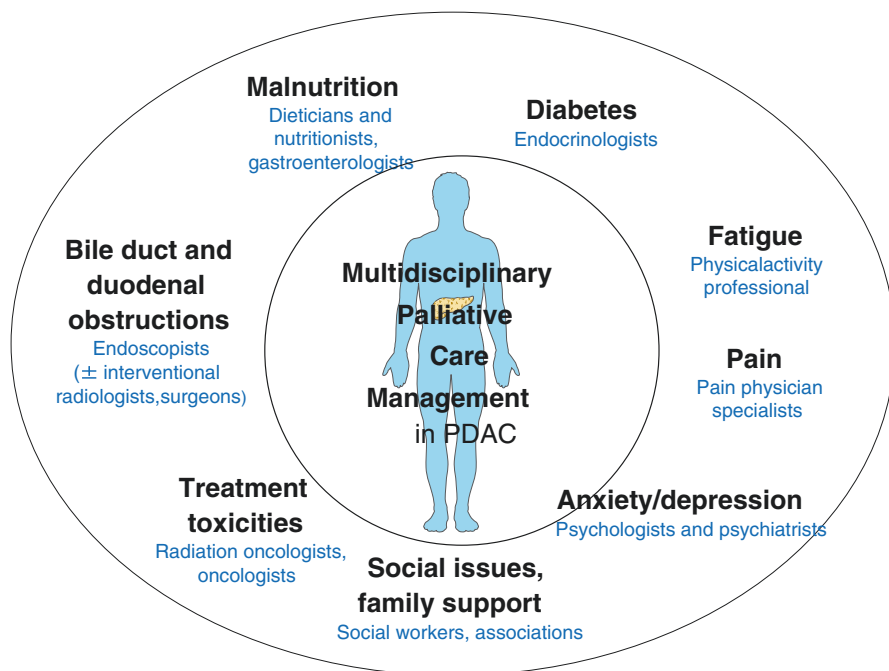 Malnutrition
Dieticians and
nutritionists,
gastroenterologists
Diabetes
Endocrinologists
Bile duct and
duodenal
obstructions
Endoscopists
(± interventional
radiologists,surgeons)
Multidisciplinary
Palliative
Care
Management
in PDAC
Fatigue
Physicalactivity
professional
Pain
Pain physician
specialists
Treatment
toxicities
Radiation oncologists,
oncologists
Anxiety/depression
Psychologists and psychiatrists
Social issues,
family support
Social workers, associations